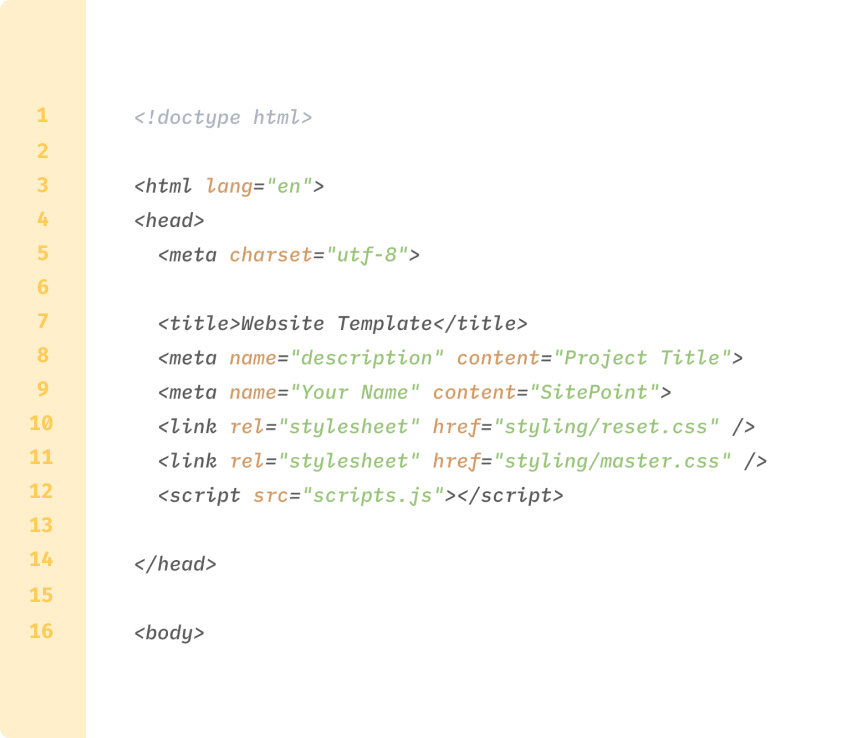 1 <!doctype html>
2
3 <html lang="en">
4 <head>
5 <meta charset="utf-8">
6
7 <title>Website Template</title>
8 <meta name="description" content="Project Title">
9 <meta name="Your Name" content="SitePoint">
10 <link rel="stylesheet" href="styling/reset.css" />
11 <link rel="stylesheet" href="styling/master.css" />
12 <script src="scripts.js"></script>
13
14 </head>
15
16 <body>